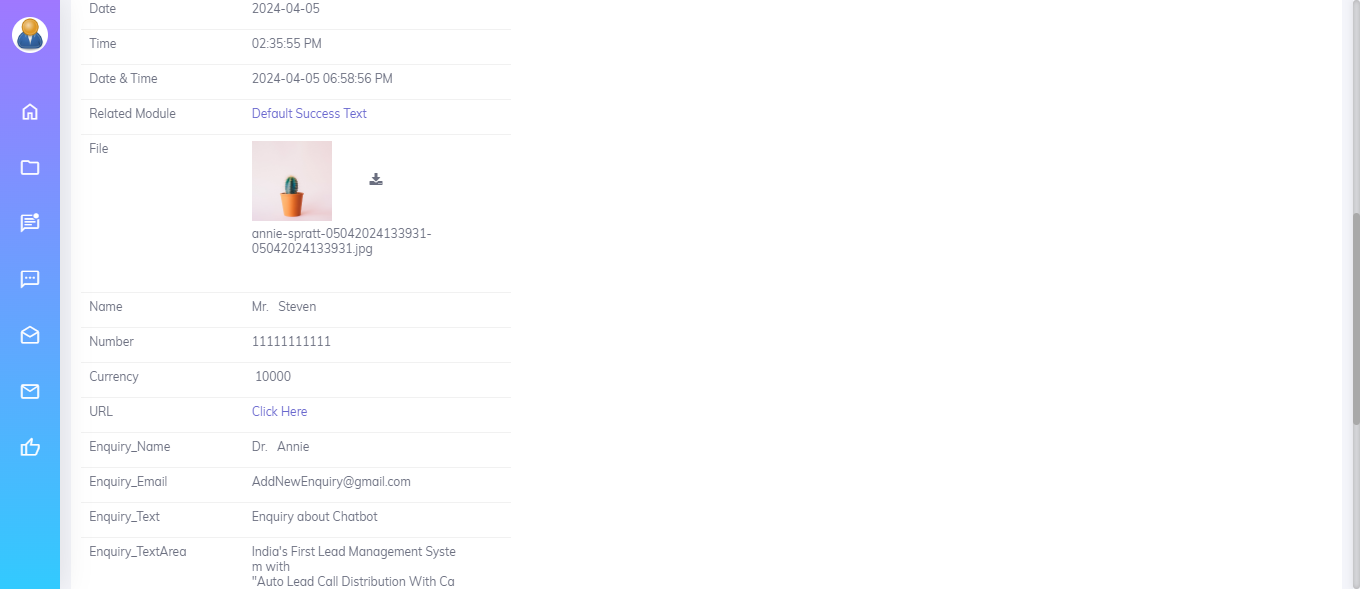 Date 2024-04-05
Time 02:35:55 PM
Date & Time 2024-04-05 06:58:56 PM
Related Module Default Success Text
File
annie-spratt-05042024133931-
05042024133931.jpg
Name Mr. Steven
Number 11111111111
Currency 10000
URL Click Here
Enquiry_Name Dr. Annie
Enquiry_Email AddNewEnquiry@gmail.com
Enquiry_Text Enquiry about Chatbot
Enquiry_TextArea India's First Lead Management Syste
m with
"Auto Lead Call Distribution With Ca